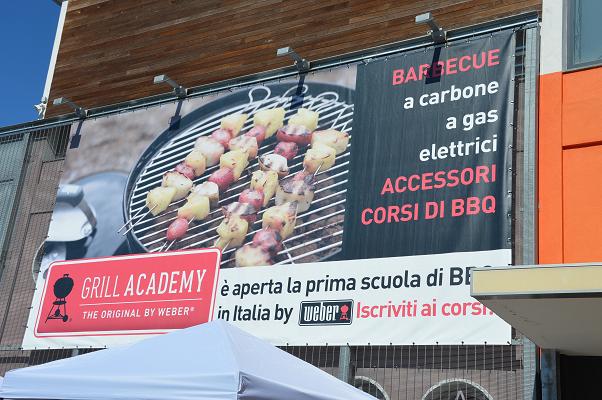 BARBECUE
a carbone
a gas
elettrici
ACCESSORI
CORSI DI BBQ
GRILL ACADEMY
THE ORIGINAL BY WEBER®
è aperta la prima scuola di BBQ
in Italia by weber Iscriviti ai corsi!